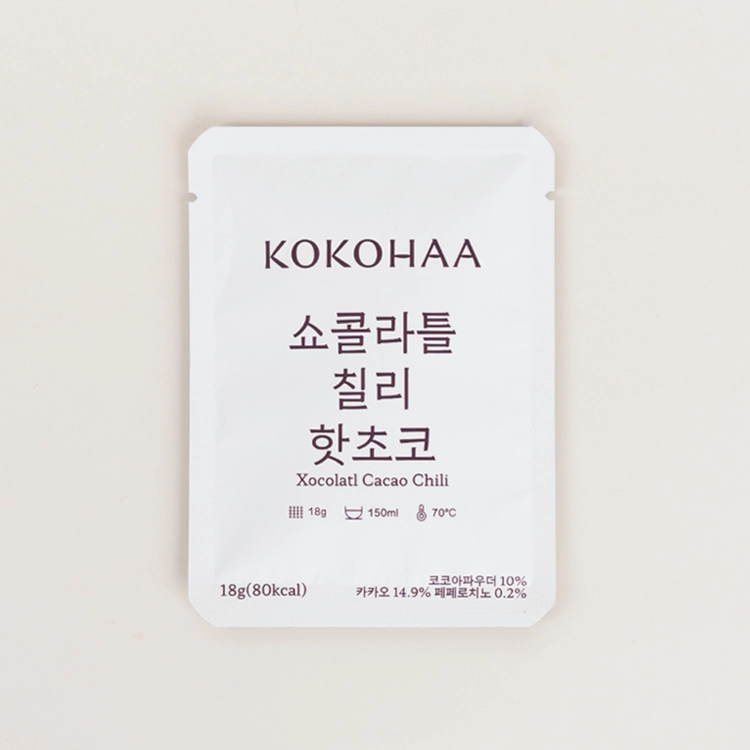 KOKOHAA
쇼콜라틀
칠리
핫초코
Xocolatl Cacao Chili
18g 150ml 70°C
코코아파우더 10%
18g(80kcal) 카카오 14.9% 페페로치노 0.2%